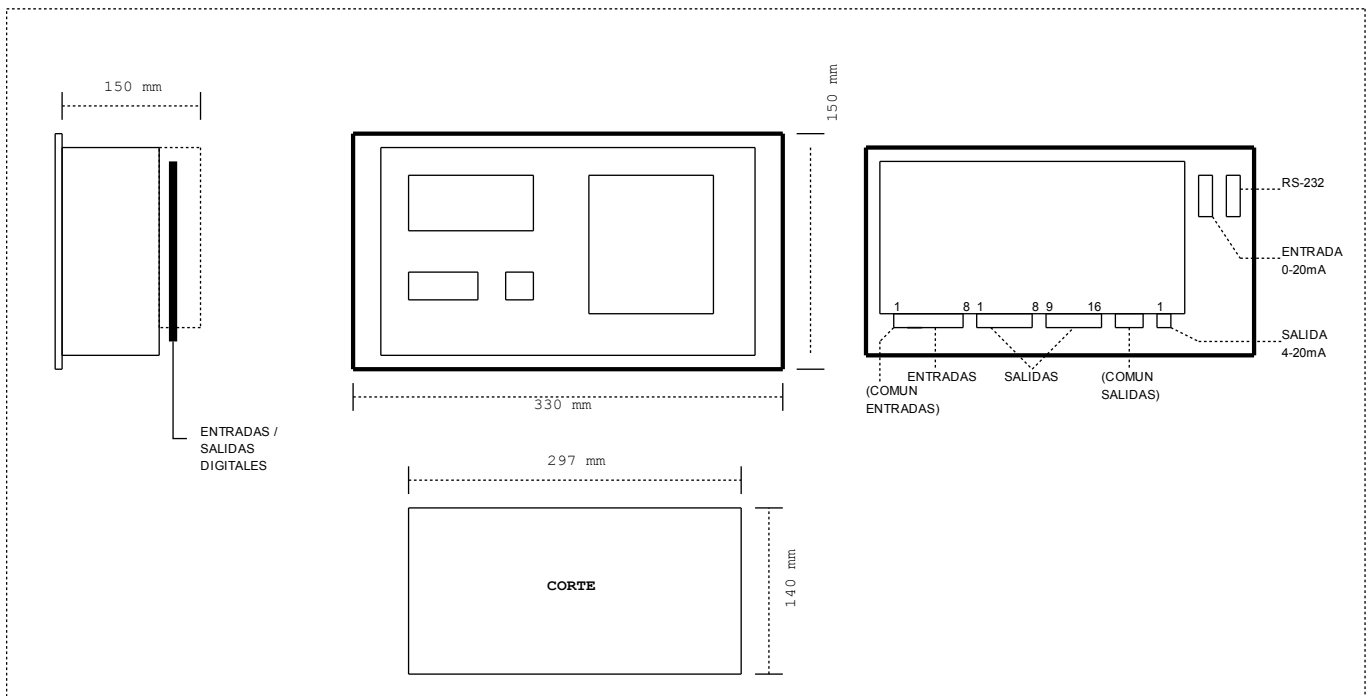 150 mm
150 mm
RS-232
ENTRADA
0-20mA
1 8 1 8 9 16 1
SALIDA
4-20mA
ENTRADAS SALIDAS (COMUN
SALIDAS)
(COMUN
ENTRADAS)
330 mm
ENTRADAS /
SALIDAS
DIGITALES
297 mm
CORTE
140 mm